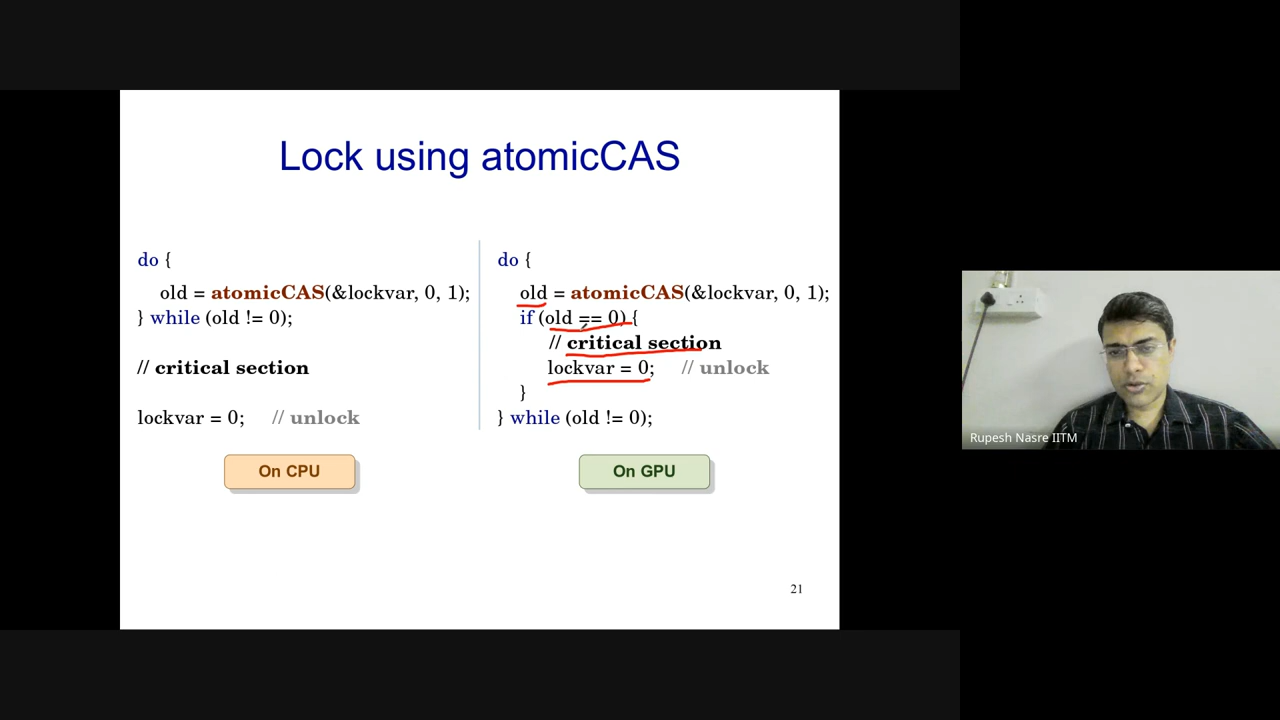 Lock using atomicCAS
do {
old = atomicCAS(&lockvar, 0, 1);
} while (old != 0);
// critical section
lockvar = 0; // unlock
On CPU
do {
old = atomicCAS(&lockvar, 0, 1);
if (old == 0) {
// critical section
lockvar = 0; // unlock
}
} while (old != 0);
On GPU
21
Rupesh Nasre IITM